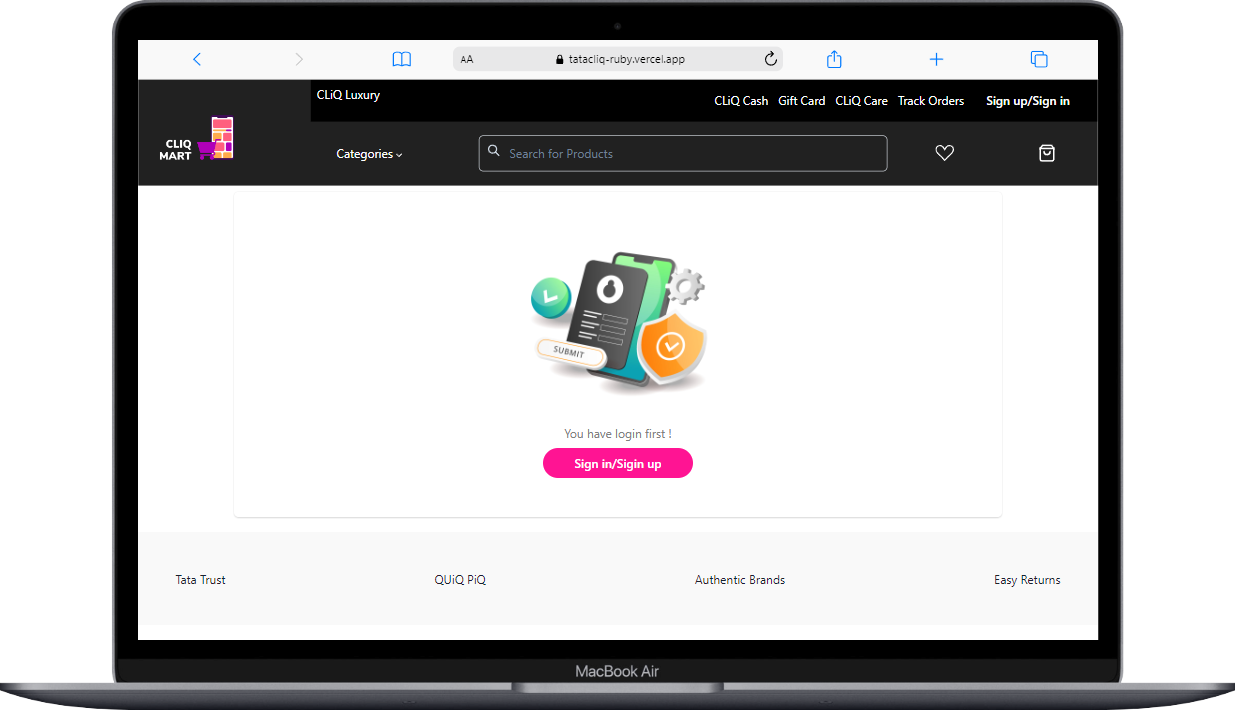 AA
tatacliq-ruby.vercel.app
CLiQ Luxury
CLiQ Cash Gift Card CLiQ Care Track Orders Sign up/Sign in
CLIQ
MART
Categories
Search for Products
SUBMIT
You have login first !
Sign in/Sigin up
Tata Trust QUiQ PiQ Authentic Brands Easy Returns
MacBook Air